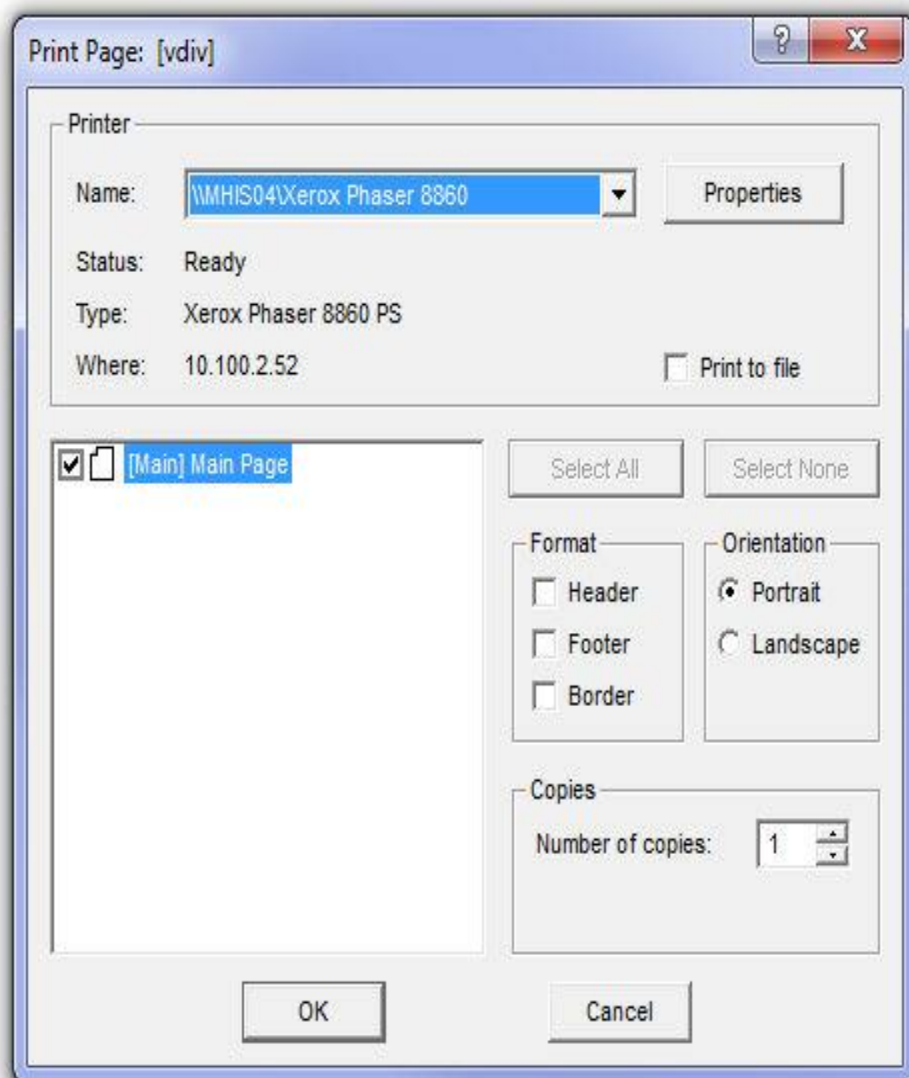 Print Page: [vdiv]
Printer
Name: \\MHIS04\Xerox Phaser 8860 Properties
Status: Ready
Type: Xerox Phaser 8860 PS
Where: 10.100.2.52 Print to file
[Main] Main Page
Select All Select None
Format Orientation
Header Portrait
Footer Landscape
Border
Copies
Number of copies: 1
OK Cancel